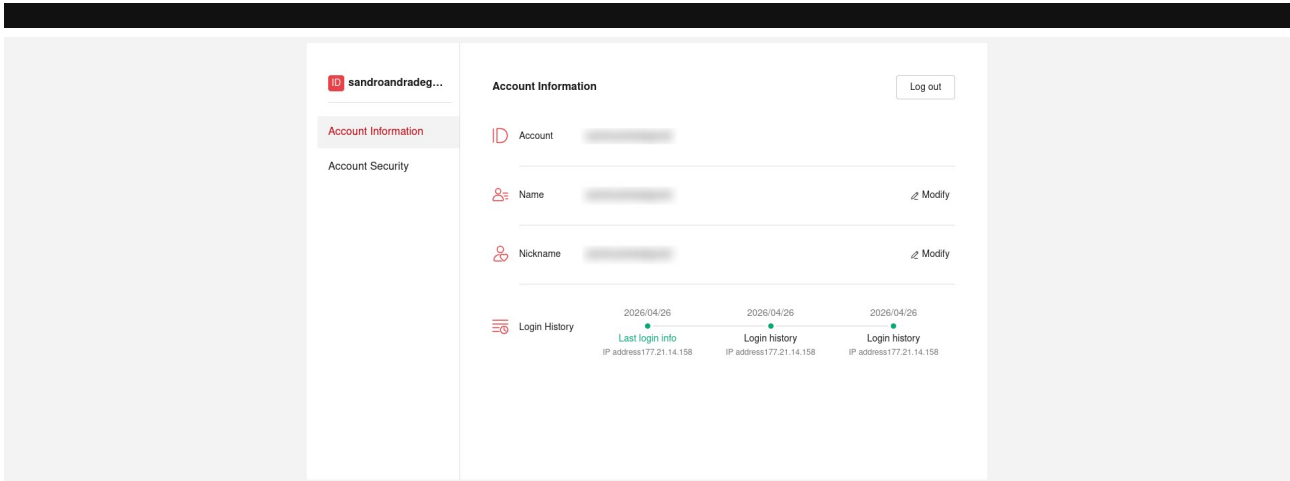 ID sandroandradeg...
Account Information
Account Security
Account Information
Log out
ID Account
Name
Modify
Nickname
Modify
Login History
2026/04/26
Last login info
IP address177.21.14.158
2026/04/26
Login history
IP address177.21.14.158
2026/04/26
Login history
IP address177.21.14.158